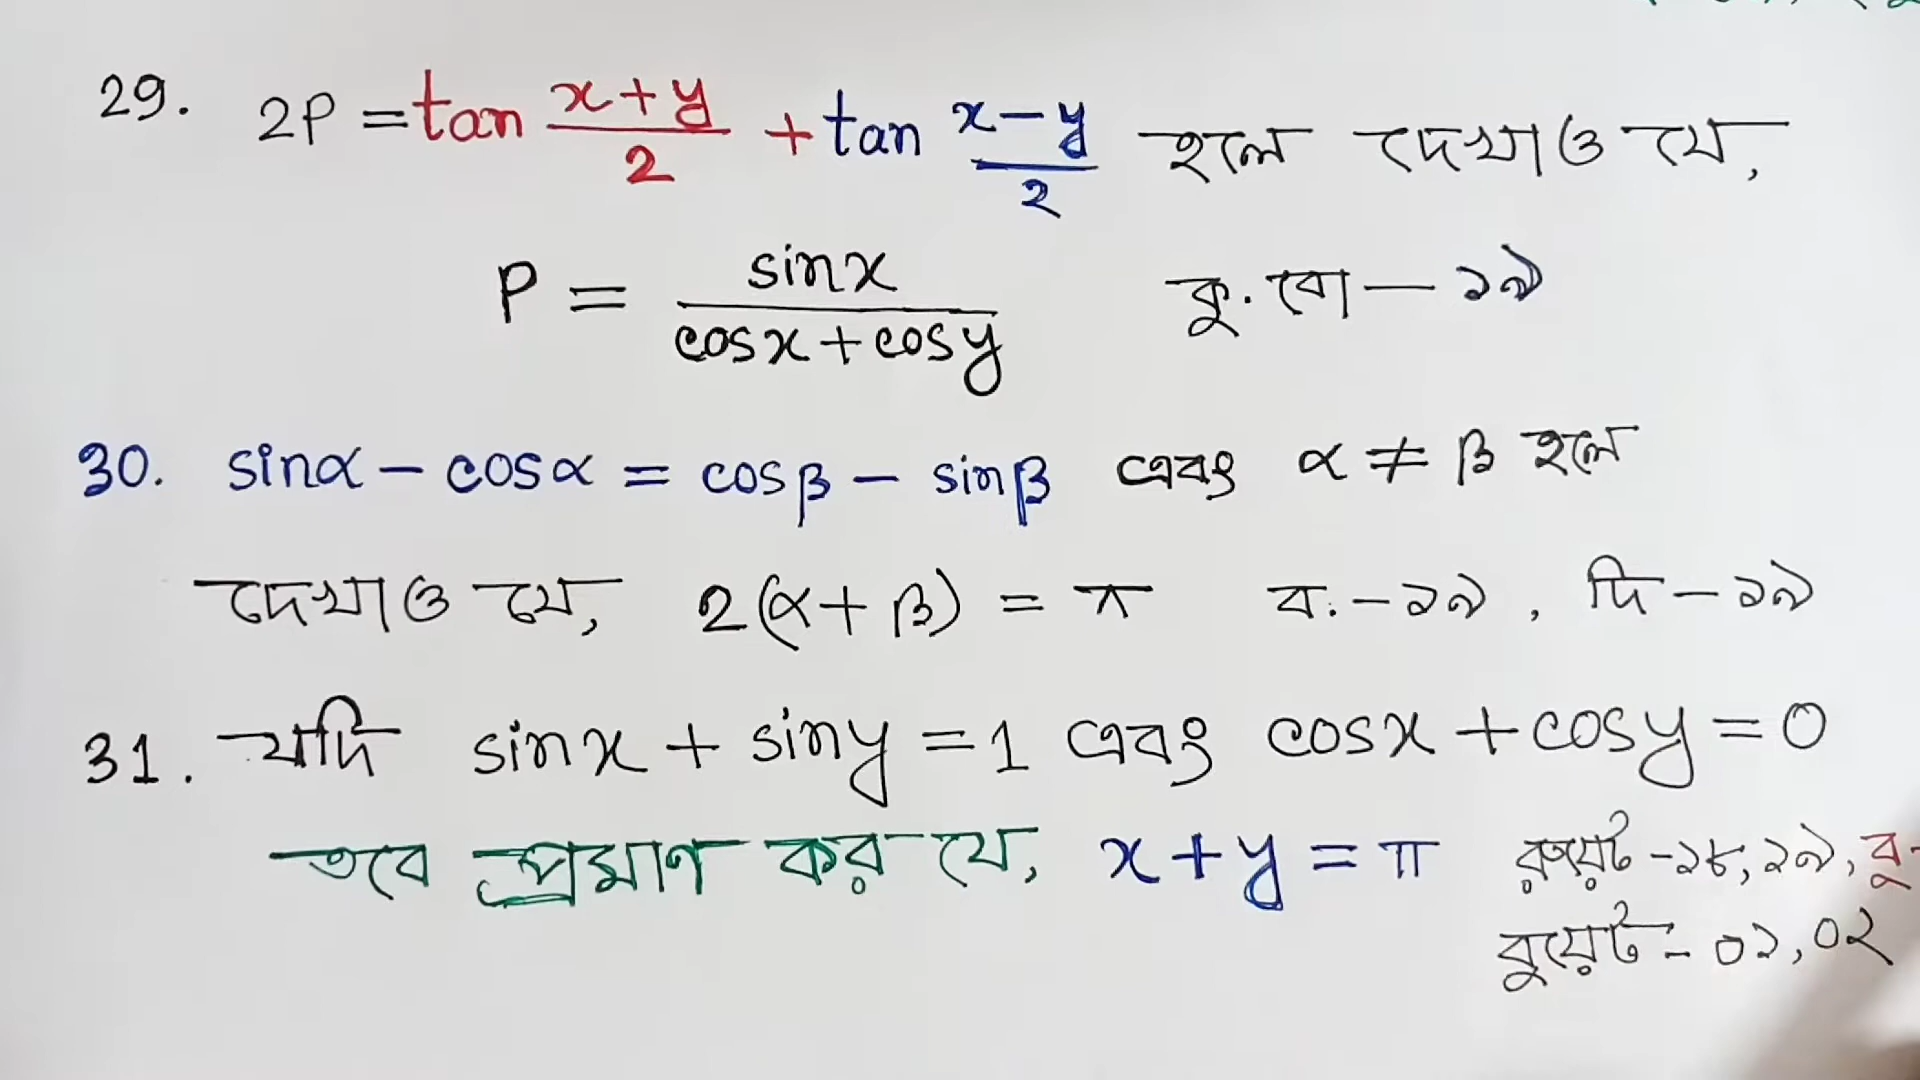 29. 2P = tan (x+y)/2 + tan (x-y)/2 হলে দেখাও যে,
P = sinx/(cosx+cosy) কু. বো – ১৯
30. sinα – cosα = cosβ – sinβ এবং α ≠ β হলে
দেখাও যে, 2(α+β) = π ব. – ১৯, দি – ১৯
31. যদি sinx + siny = 1 এবং cosx + cosy = 0
তবে প্রমাণ কর যে, x+y = π রুয়েট – ১৮, ১৯,
বুয়েট – ০১, ০২